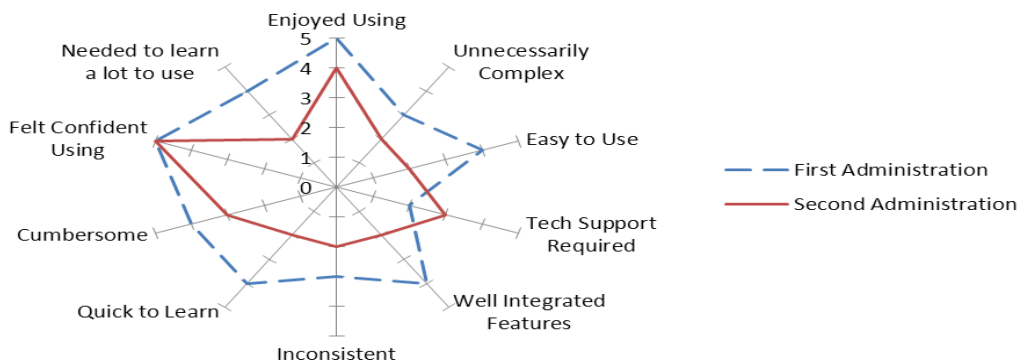 Enjoyed Using
Needed to learn
a lot to use
Unnecessarily
Complex
5
4
3
2
1
0
Felt Confident
Using
Easy to Use
First Administration
Second Administration
Cumbersome
Tech Support
Required
Quick to Learn
Well Integrated
Features
Inconsistent